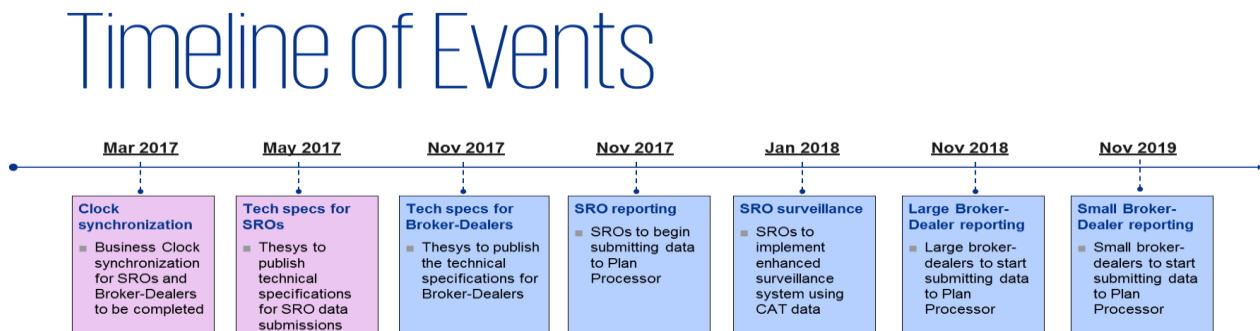 Timeline of Events
Mar 2017
May 2017
Nov 2017
Nov 2017
Jan 2018
Nov 2018
Nov 2019
Clock
synchronization
Business Clock
synchronization
for SROs and
Broker-Dealers
to be completed
Tech specs for
SROs
Thesys to
publish
technical
specifications
for SRO data
submissions
Tech specs for
Broker-Dealers
Thesys to publish
the technical
specifications for
Broker-Dealers
SRO reporting
SROs to begin
submitting data
to Plan
Processor
SRO surveillance
SROs to
implement
enhanced
surveillance
system using
CAT data
Large Broker-
Dealer reporting
Large broker-
dealers to start
submitting data
to Plan
Processor
Small Broker-
Dealer reporting
Small broker-
dealers to start
submitting data
to Plan
Processor